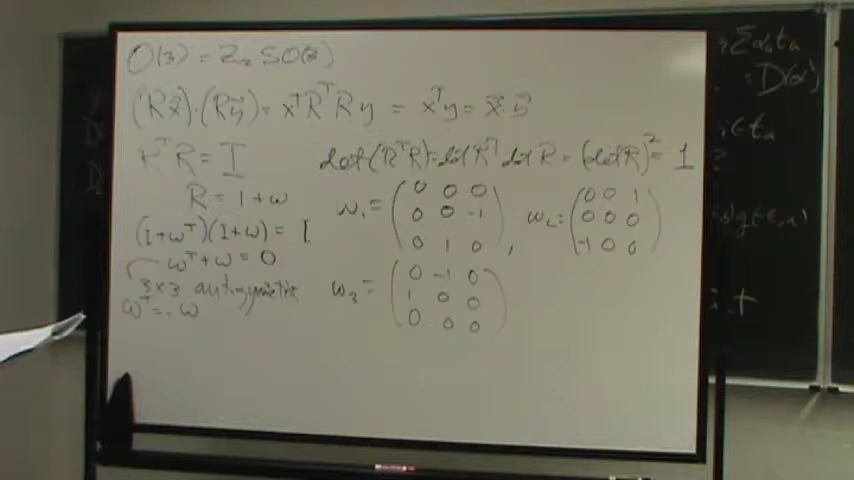 O(3) = Z₂ SO(3)
(Rx⃗)·(Ry⃗) = xᵀRᵀRy = xᵀy = x⃗·y⃗
RᵀR = I   det(RᵀR) = det Rᵀ det R = (det R)² = 1
R = 1 + ω
ω₁ = ( 0 0 0
0 0 -1
0 1 0 ),
ω₂ = ( 0 0 1
0 0 0
-1 0 0 )
(1+ωᵀ)(1+ω) = I
ωᵀ + ω = 0
3×3
ωᵀ = -ω
ω₃ = ( 0 -1 0
1 0 0
0 0 0 )
= D(α)